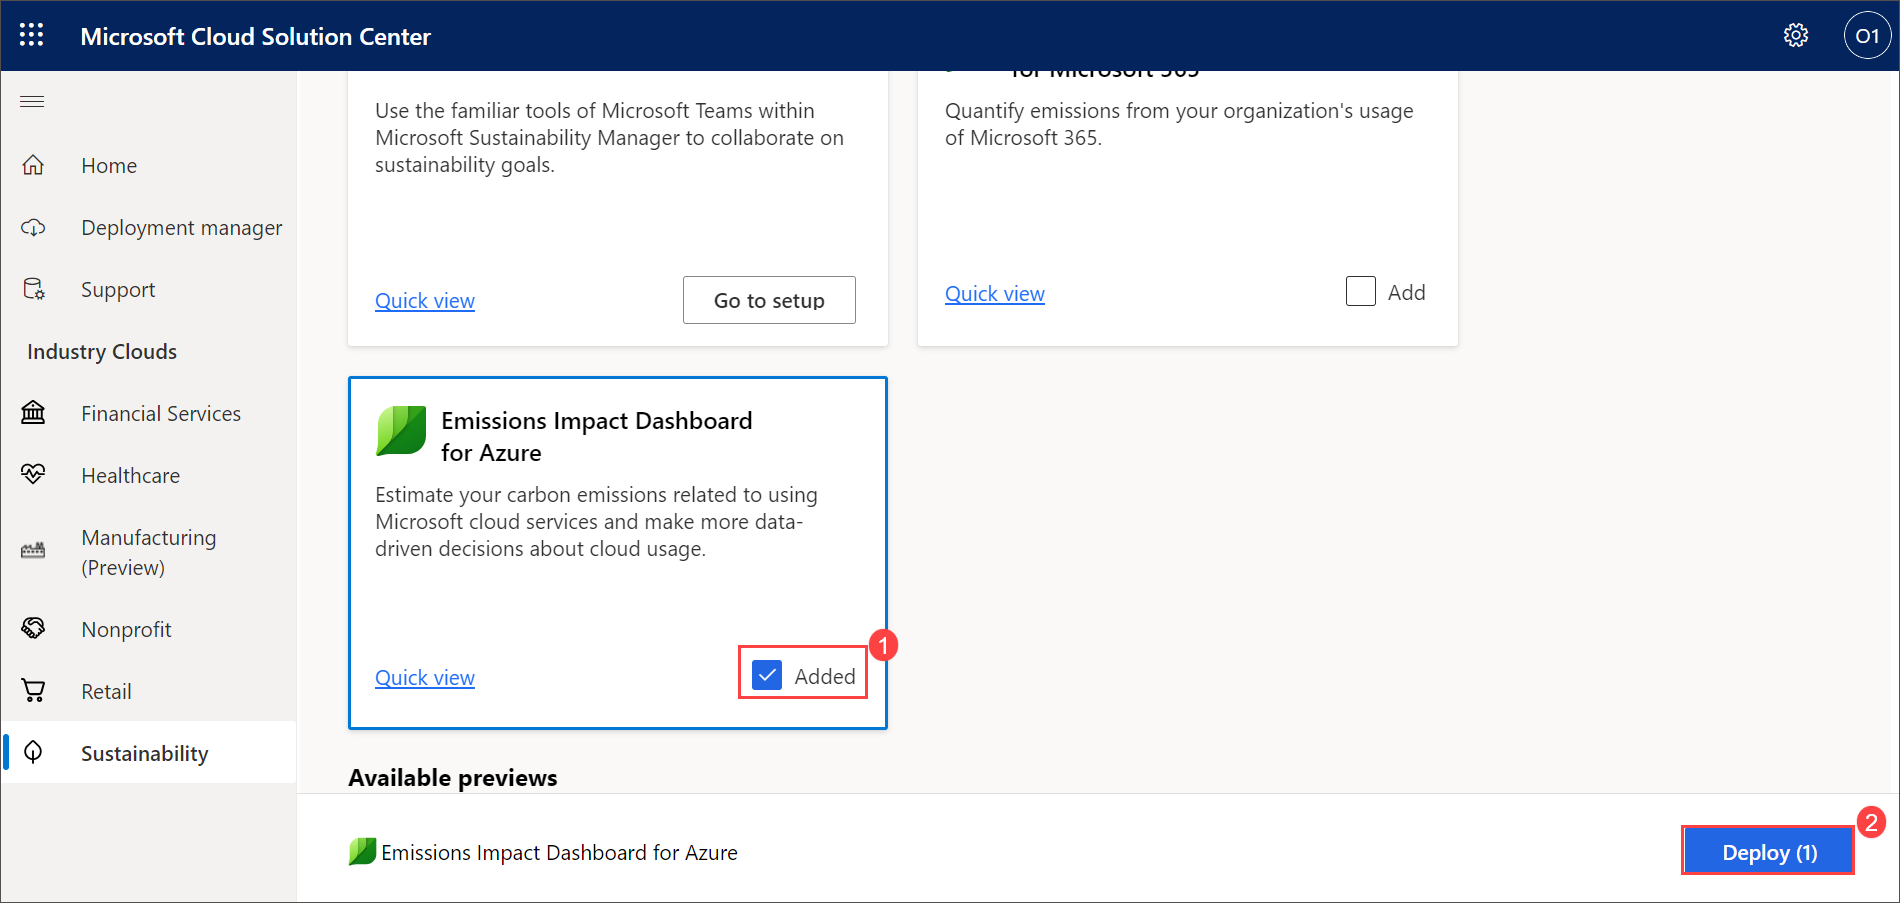 Microsoft Cloud Solution Center
O1
Home
Deployment manager
Support
Industry Clouds
Financial Services
Healthcare
Manufacturing
(Preview)
Nonprofit
Retail
Sustainability
Use the familiar tools of Microsoft Teams within
Microsoft Sustainability Manager to collaborate on
sustainability goals.
Quick view
Go to setup
for Microsoft 365
Quantify emissions from your organization's usage
of Microsoft 365.
Quick view
Add
Emissions Impact Dashboard
for Azure
Estimate your carbon emissions related to using
Microsoft cloud services and make more data-
driven decisions about cloud usage.
Quick view
Added
1
Available previews
Emissions Impact Dashboard for Azure
Deploy (1)
2